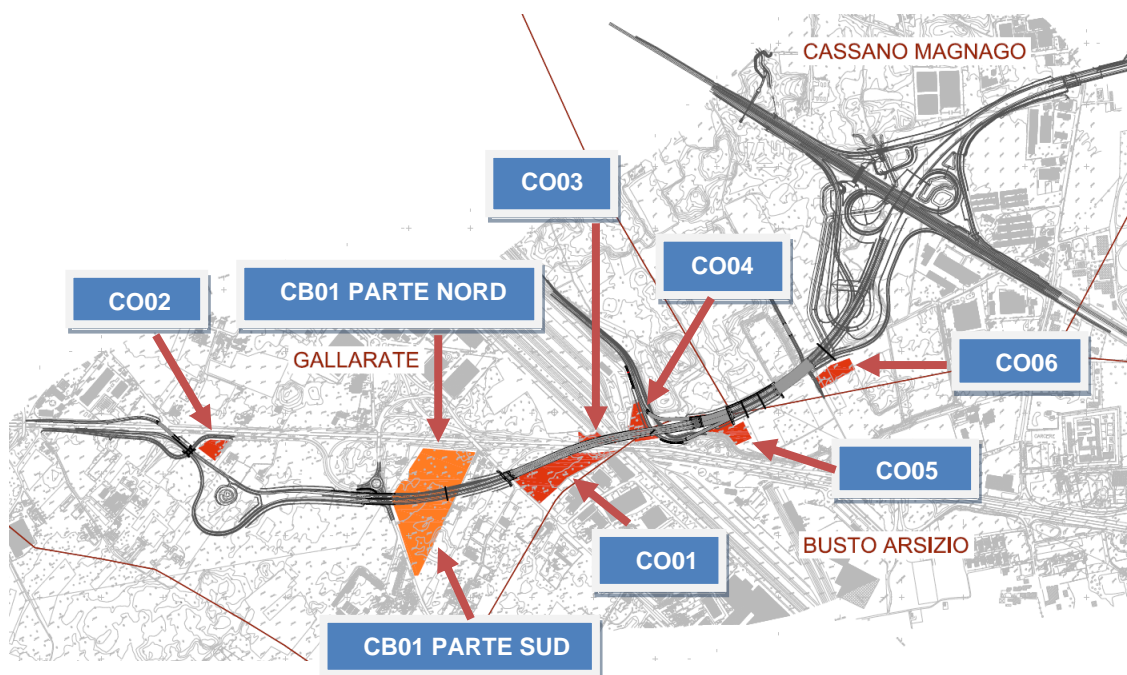 CASSANO MAGNAGO
CO03
CO04
CO02
CB01 PARTE NORD
GALLARATE
CO06
CO05
BUSTO ARSIZIO
CO01
CB01 PARTE SUD